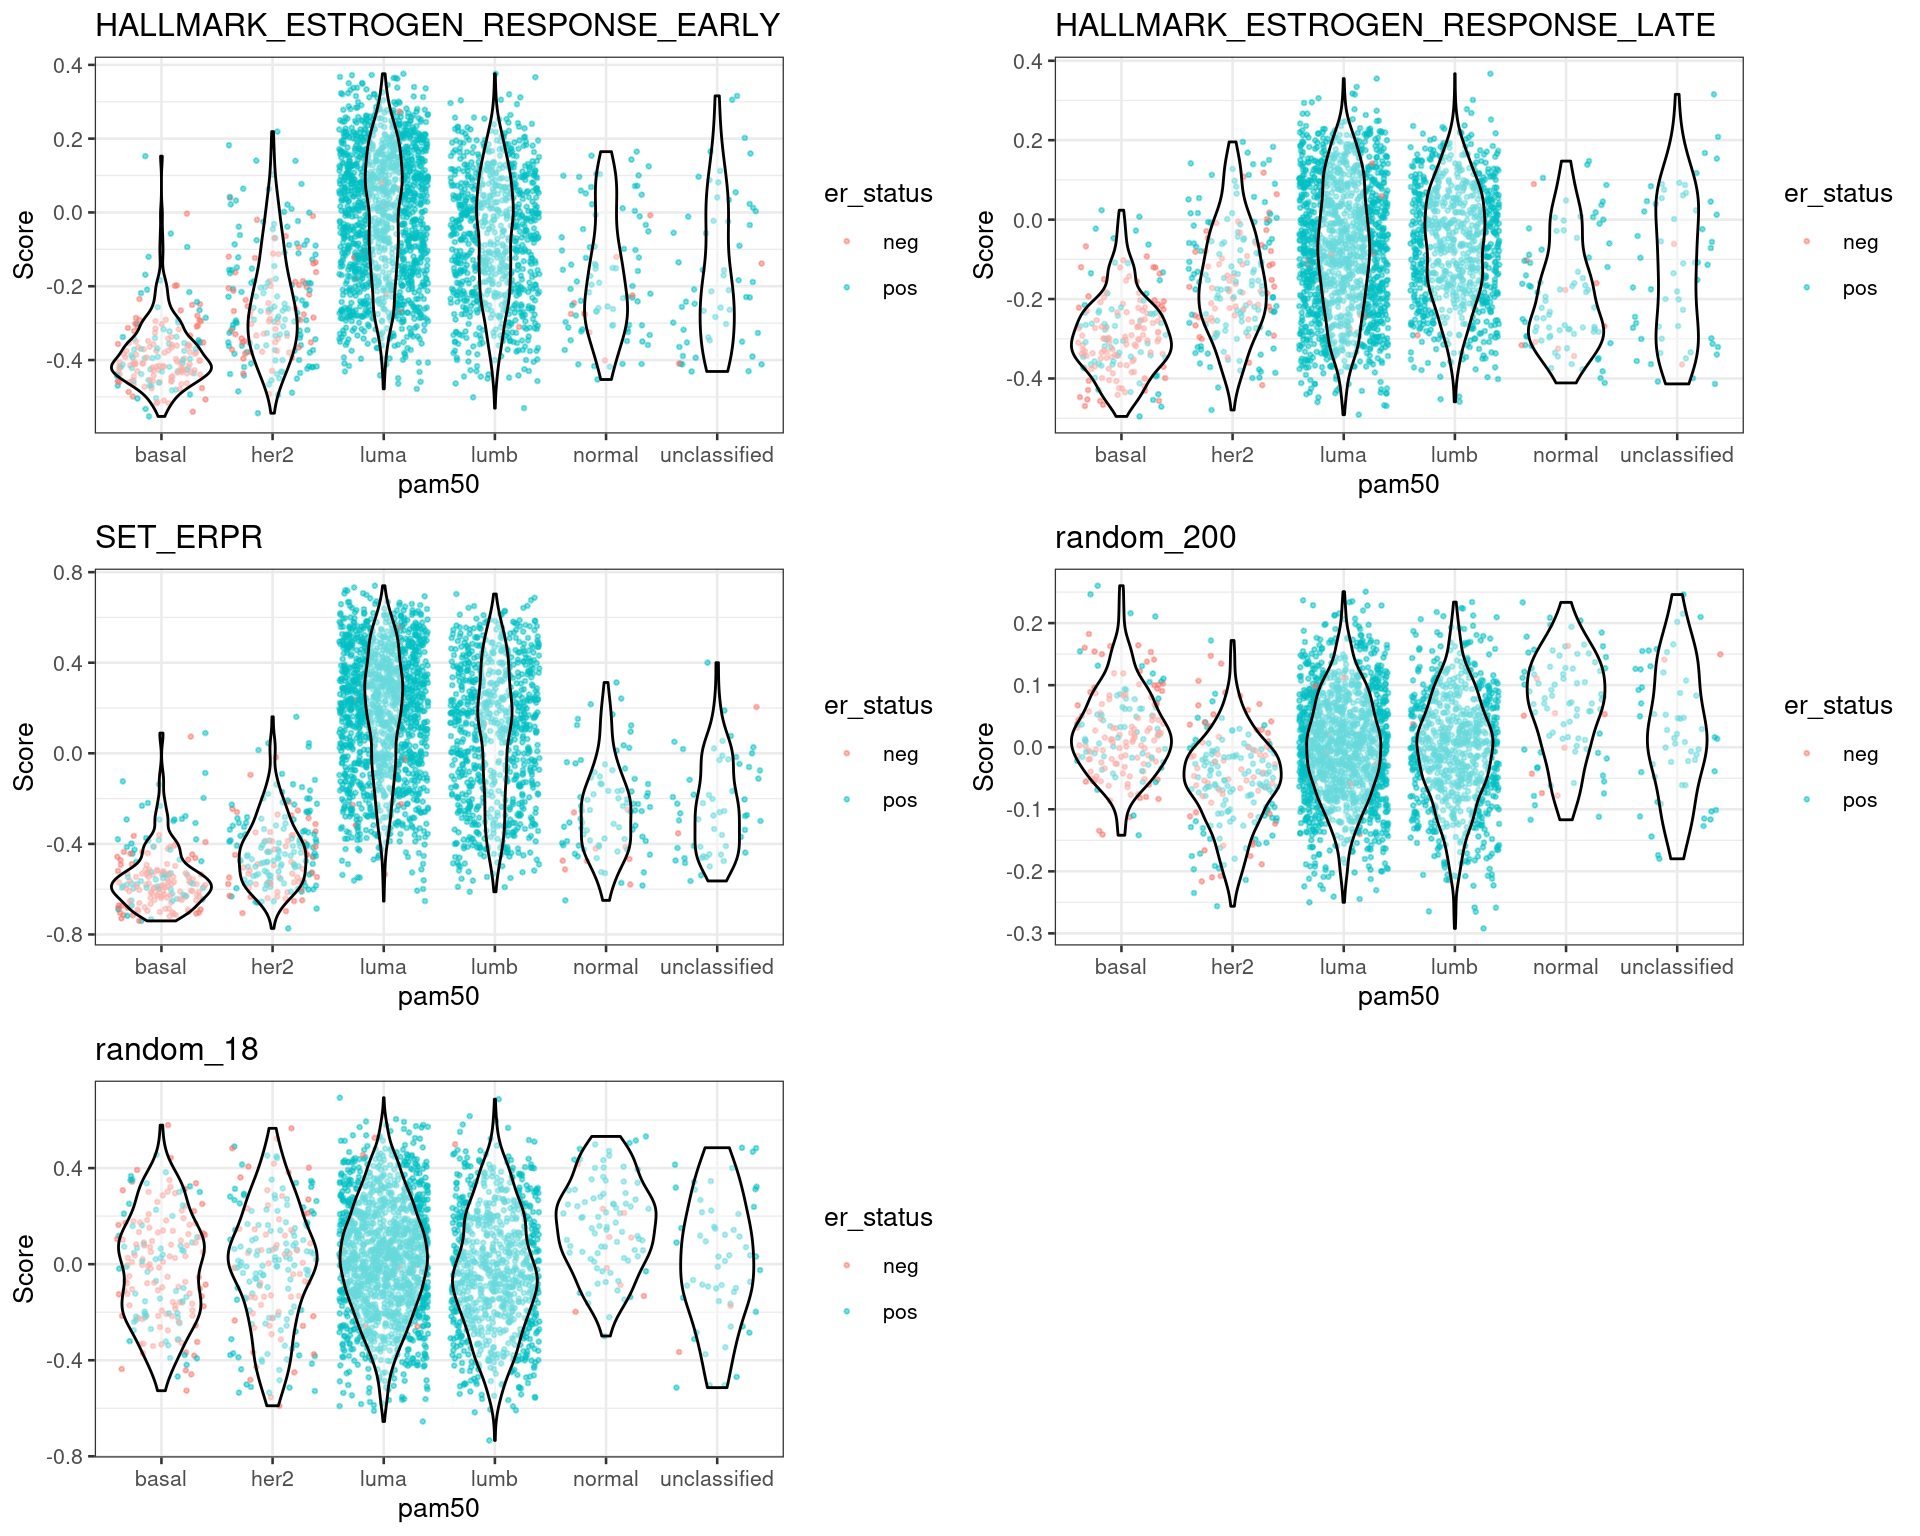 HALLMARK_ESTROGEN_RESPONSE_EARLY
Score
0.4
0.2
0.0
-0.2
-0.4
basal her2 luma lumb normal unclassified
pam50
er_status
neg
pos
HALLMARK_ESTROGEN_RESPONSE_LATE
Score
0.4
0.2
0.0
-0.2
-0.4
basal her2 luma lumb normal unclassified
pam50
er_status
neg
pos
SET_ERPR
Score
0.8
0.4
0.0
-0.4
-0.8
basal her2 luma lumb normal unclassified
pam50
er_status
neg
pos
random_200
Score
0.2
0.1
0.0
-0.1
-0.2
-0.3
basal her2 luma lumb normal unclassified
pam50
er_status
neg
pos
random_18
Score
0.4
0.0
-0.4
-0.8
basal her2 luma lumb normal unclassified
pam50
er_status
neg
pos